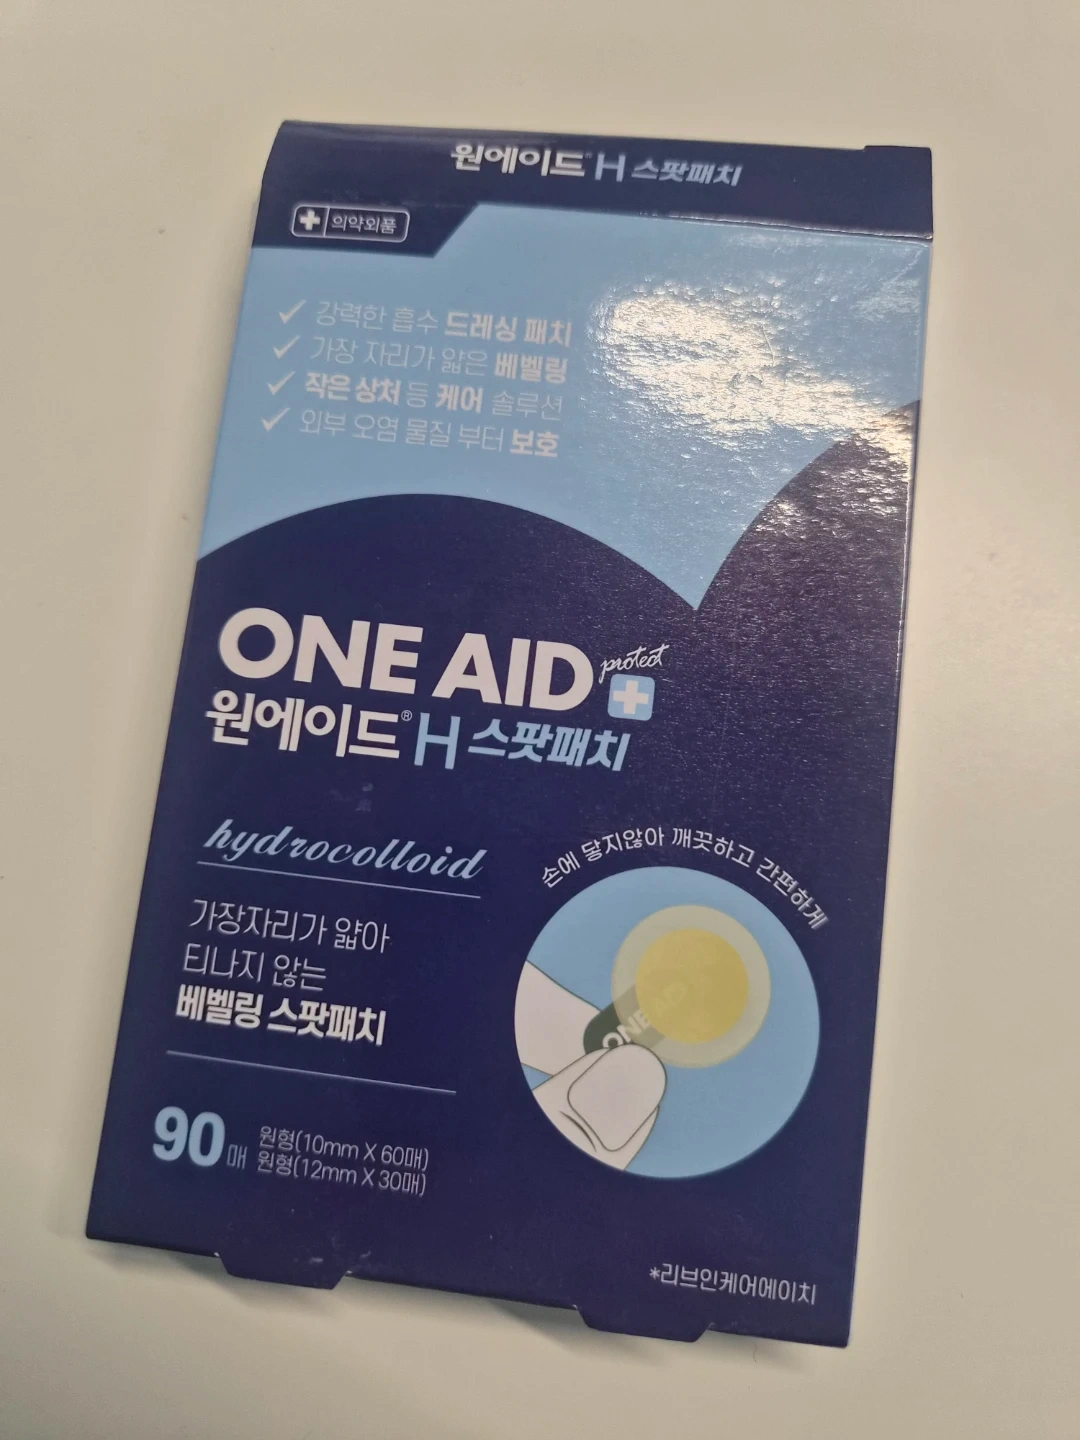 원에이드® H 스팟패치
의약외품
강력한 흡수 드레싱 패치
가장 자리가 얇은 베벨링
작은 상처 등 케어 솔루션
외부 오염 물질 부터 보호
ONE AID protect
원에이드® H 스팟패치
hydrocolloid
손에 닿지않아 깨끗하고 간편하게
가장자리가 얇아
티나지 않는
베벨링 스팟패치
ONE AID
90매
원형(10mm X 60매)
원형(12mm X 30매)
*리브인케어에이치